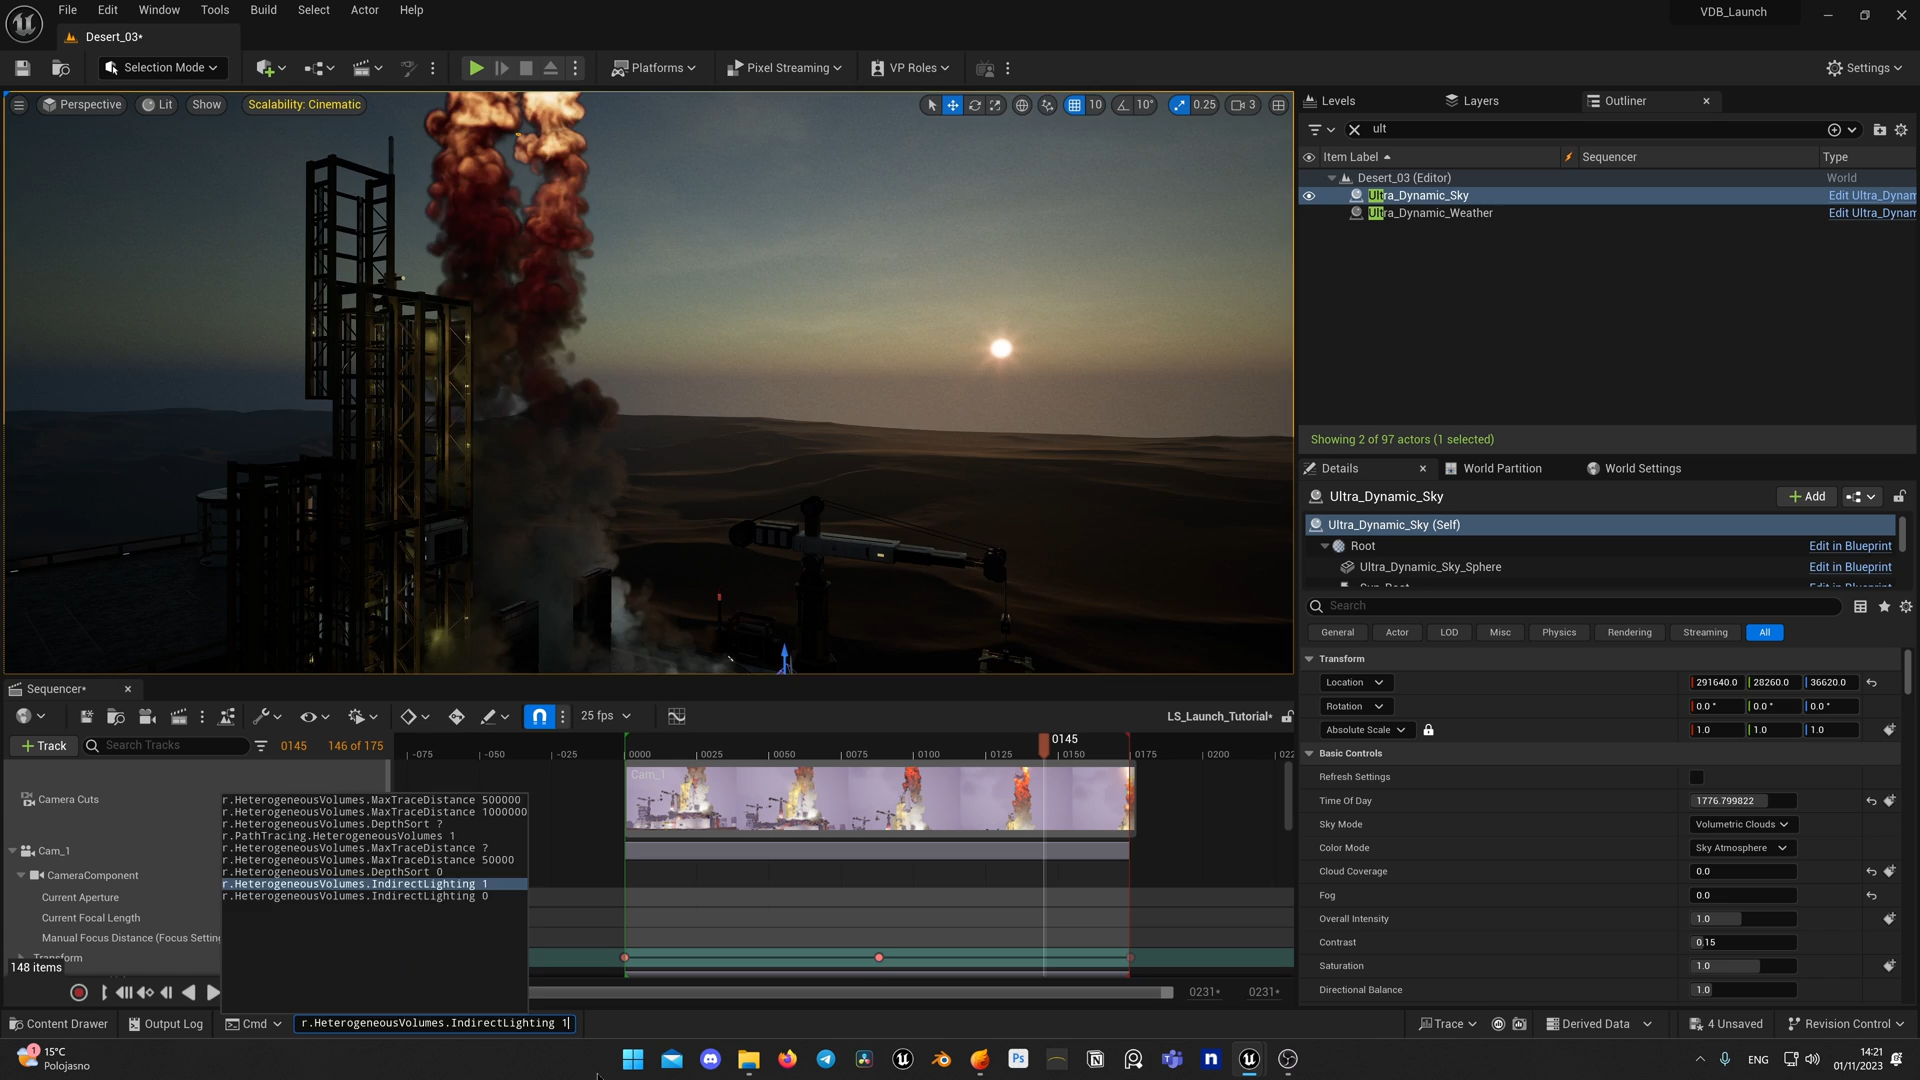 File Edit Window Tools Build Select Actor Help
VDB_Launch
Desert_03*
Selection Mode
Platforms
Pixel Streaming
VP Roles
Settings
Perspective Lit Show Scalability: Cinematic
10 10° 0.25 3
Levels Layers Outliner
ult
Item Label Sequencer Type
Desert_03 (Editor) World
Ultra_Dynamic_Sky Edit Ultra_Dynam
Ultra_Dynamic_Weather Edit Ultra_Dynam
Showing 2 of 97 actors (1 selected)
Details World Partition World Settings
Ultra_Dynamic_Sky
Add
Ultra_Dynamic_Sky (Self)
Root Edit in Blueprint
Ultra_Dynamic_Sky_Sphere Edit in Blueprint
Search
General Actor LOD Misc Physics Rendering Streaming All
Transform
Location 291640.0 28260.0 36620.0
Rotation 0.0 ° 0.0 ° 0.0 °
Absolute Scale 1.0 1.0 1.0
Basic Controls
Refresh Settings
Time Of Day 1776.799822
Sky Mode Volumetric Clouds
Color Mode Sky Atmosphere
Cloud Coverage 0.0
Fog 0.0
Overall Intensity 1.0
Contrast 0.15
Saturation 1.0
Directional Balance 1.0
Sequencer*
25 fps
LS_Launch_Tutorial*
Track Search Tracks 0145 146 of 175
0145
-075 -050 -025 0000 0025 0050 0075 0100 0125 0150 0175 0200 022
Cam_1
Camera Cuts
Cam_1
CameraComponent
Current Aperture
Current Focal Length
Manual Focus Distance (Focus Settin
Transform
148 items
r.HeterogeneousVolumes.MaxTraceDistance 500000
r.HeterogeneousVolumes.MaxTraceDistance 1000000
r.HeterogeneousVolumes.DepthSort ?
r.PathTracing.HeterogeneousVolumes 1
r.HeterogeneousVolumes.MaxTraceDistance ?
r.HeterogeneousVolumes.MaxTraceDistance 50000
r.HeterogeneousVolumes.DepthSort 0
r.HeterogeneousVolumes.IndirectLighting 1
r.HeterogeneousVolumes.IndirectLighting 0
0231* 0231*
Content Drawer Output Log Cmd r.HeterogeneousVolumes.IndirectLighting 1
Trace Derived Data 4 Unsaved Revision Control
1
15°C
Polojasno
Ps
ENG
14:21
01/11/2023